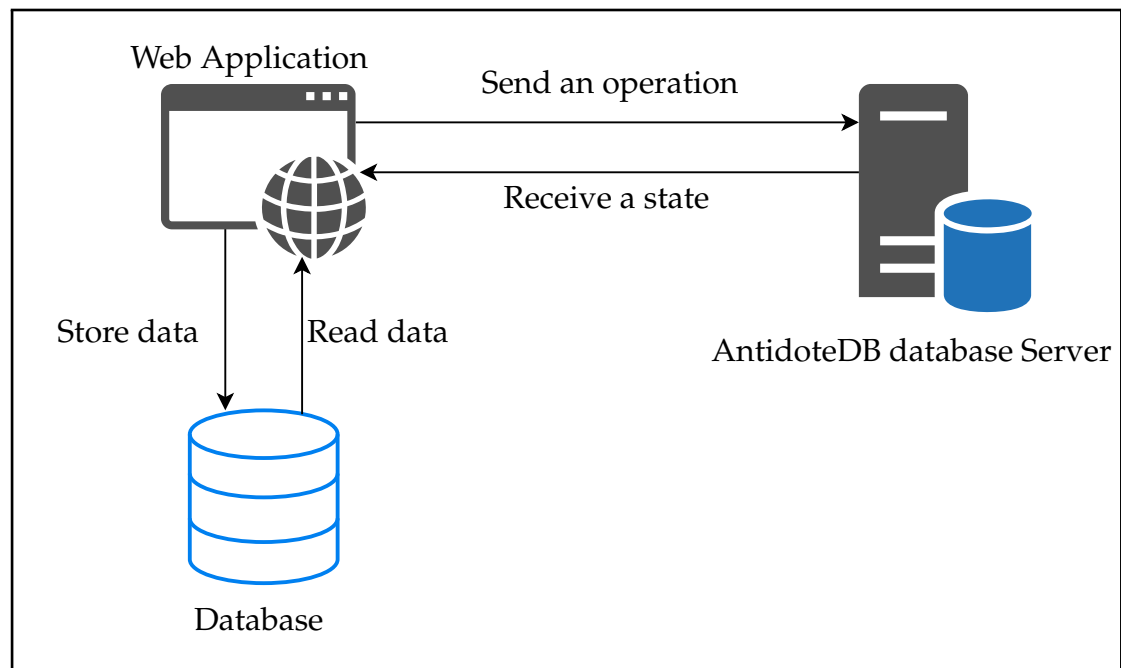 Web Application
Send an operation
Receive a state
Store data
Read data
AntidoteDB database Server
Database